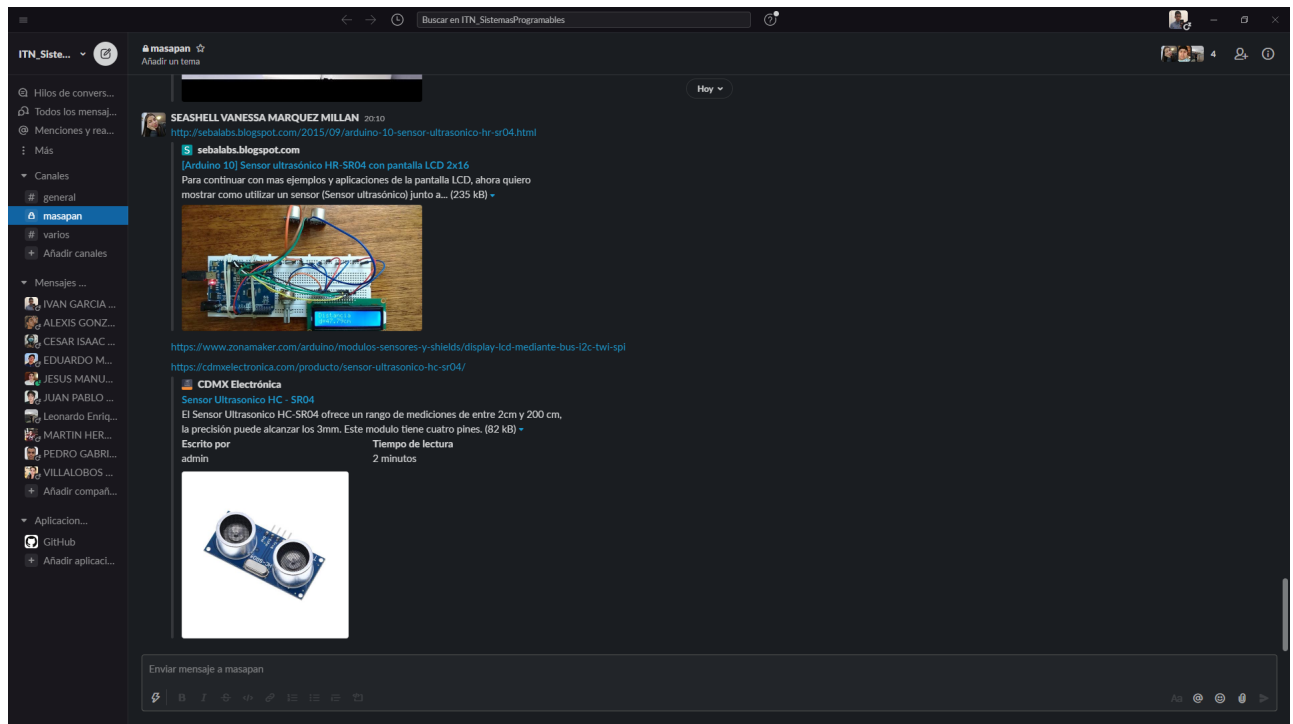 Buscar en ITN_SistemasProgramables
ITN_Siste...
masapan
Añadir un tema
4
Hilos de convers...
Todos los mensaj...
Menciones y rea...
Más
Canales
# general
masapan
# varios
+ Añadir canales
Mensajes ...
IVAN GARCIA ...
ALEXIS GONZ...
CESAR ISAAC ...
EDUARDO M...
JESUS MANU...
JUAN PABLO ...
Leonardo Enriq...
MARTIN HER...
PEDRO GABRI...
VILLALOBOS ...
+ Añadir compañ...
Aplicacion...
GitHub
+ Añadir aplicaci...
Hoy
SEASHELL VANESSA MARQUEZ MILLAN 20:10
http://sebalabs.blogspot.com/2015/09/arduino-10-sensor-ultrasonico-hr-sr04.html
S sebalabs.blogspot.com
[Arduino 10] Sensor ultrasónico HR-SR04 con pantalla LCD 2x16
Para continuar con mas ejemplos y aplicaciones de la pantalla LCD, ahora quiero
mostrar como utilizar un sensor (Sensor ultrasónico) junto a... (235 kB)
https://www.zonamaker.com/arduino/modulos-sensores-y-shields/display-lcd-mediante-bus-i2c-twi-spi
https://cdmxelectronica.com/producto/sensor-ultrasonico-hc-sr04/
CDMX Electrónica
Sensor Ultrasonico HC - SR04
El Sensor Ultrasonico HC-SR04 ofrece un rango de mediciones de entre 2cm y 200 cm,
la precisión puede alcanzar los 3mm. Este modulo tiene cuatro pines. (82 kB)
Escrito por Tiempo de lectura
admin 2 minutos
Enviar mensaje a masapan
B I S </>
Aa @